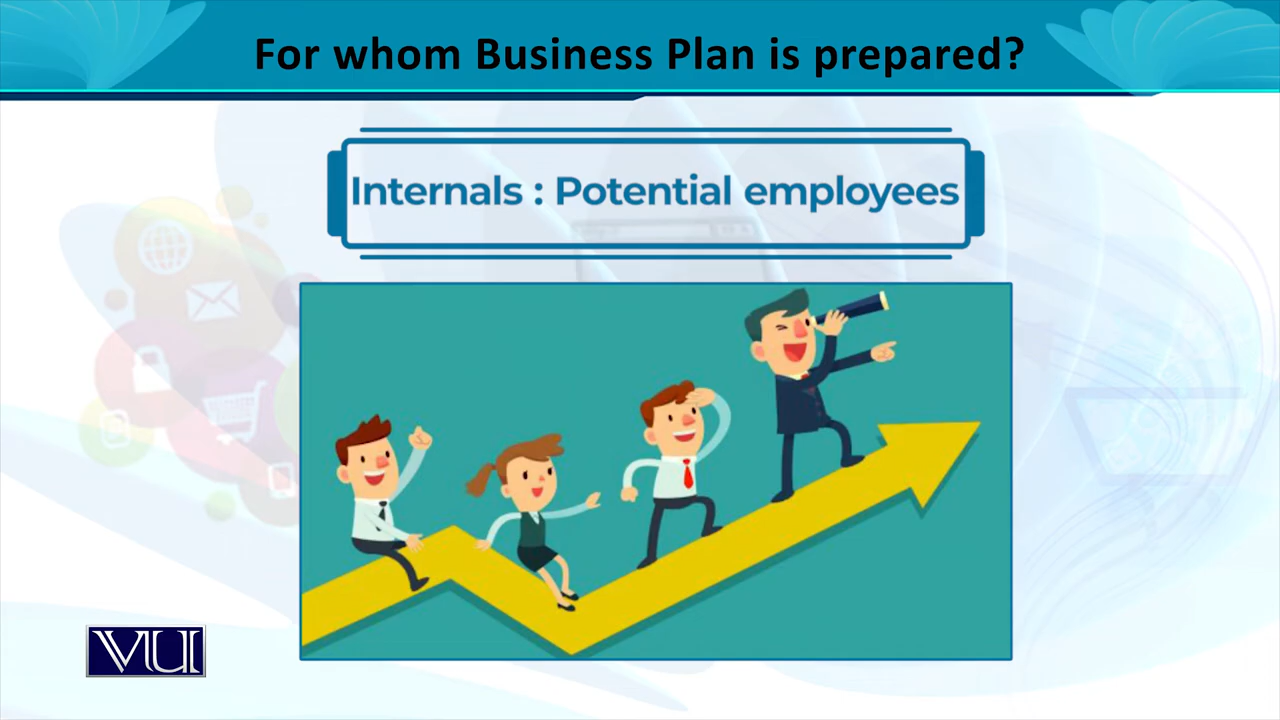 For whom Business Plan is prepared?
Internals : Potential employees
VU